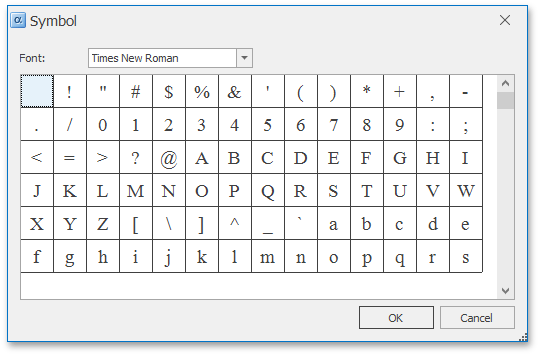 α Symbol
Font: Times New Roman
! " # $ % & ' ( ) * + , -
. / 0 1 2 3 4 5 6 7 8 9 : ;
< = > ? @ A B C D E F G H I
J K L M N O P Q R S T U V W
X Y Z [ \ ] ^ _ ` a b c d e
f g h i j k l m n o p q r s
OK Cancel